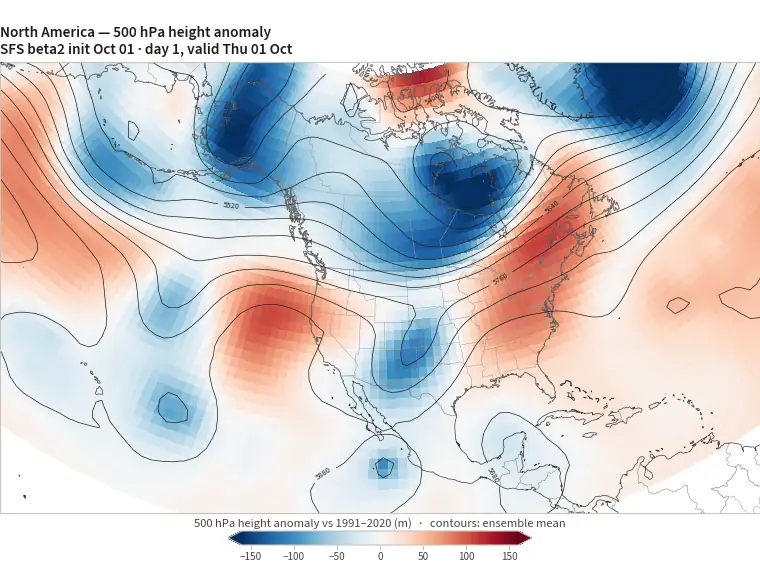 North America — 500 hPa height anomaly
SFS beta2 init Oct 01 · day 1, valid Thu 01 Oct
5520
5640
5760
5880
500 hPa height anomaly vs 1991–2020 (m) · contours: ensemble mean
−150 −100 −50 0 50 100 150